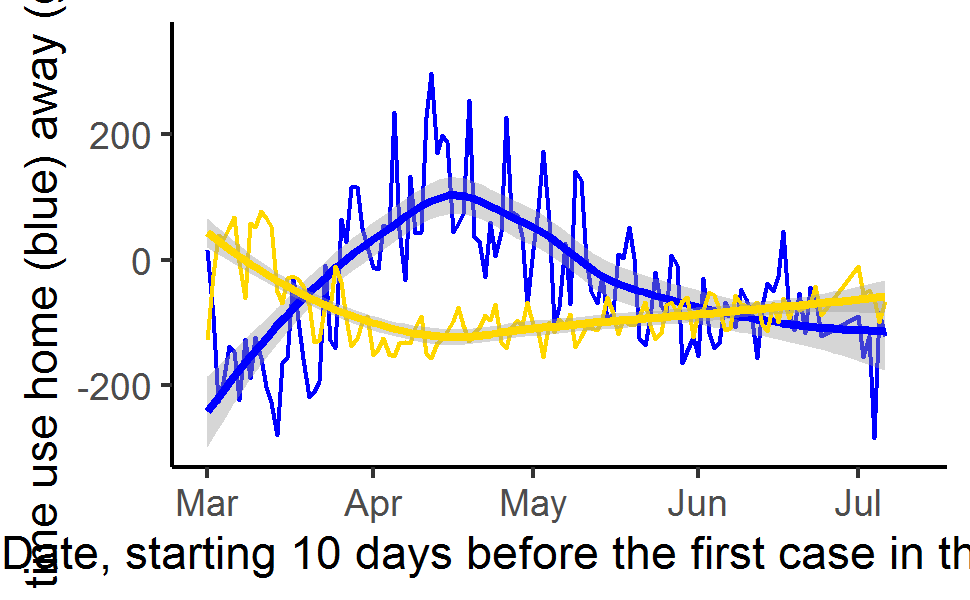 time use home (blue) away (
200
0
-200
Mar Apr May Jun Jul
Date, starting 10 days before the first case in th